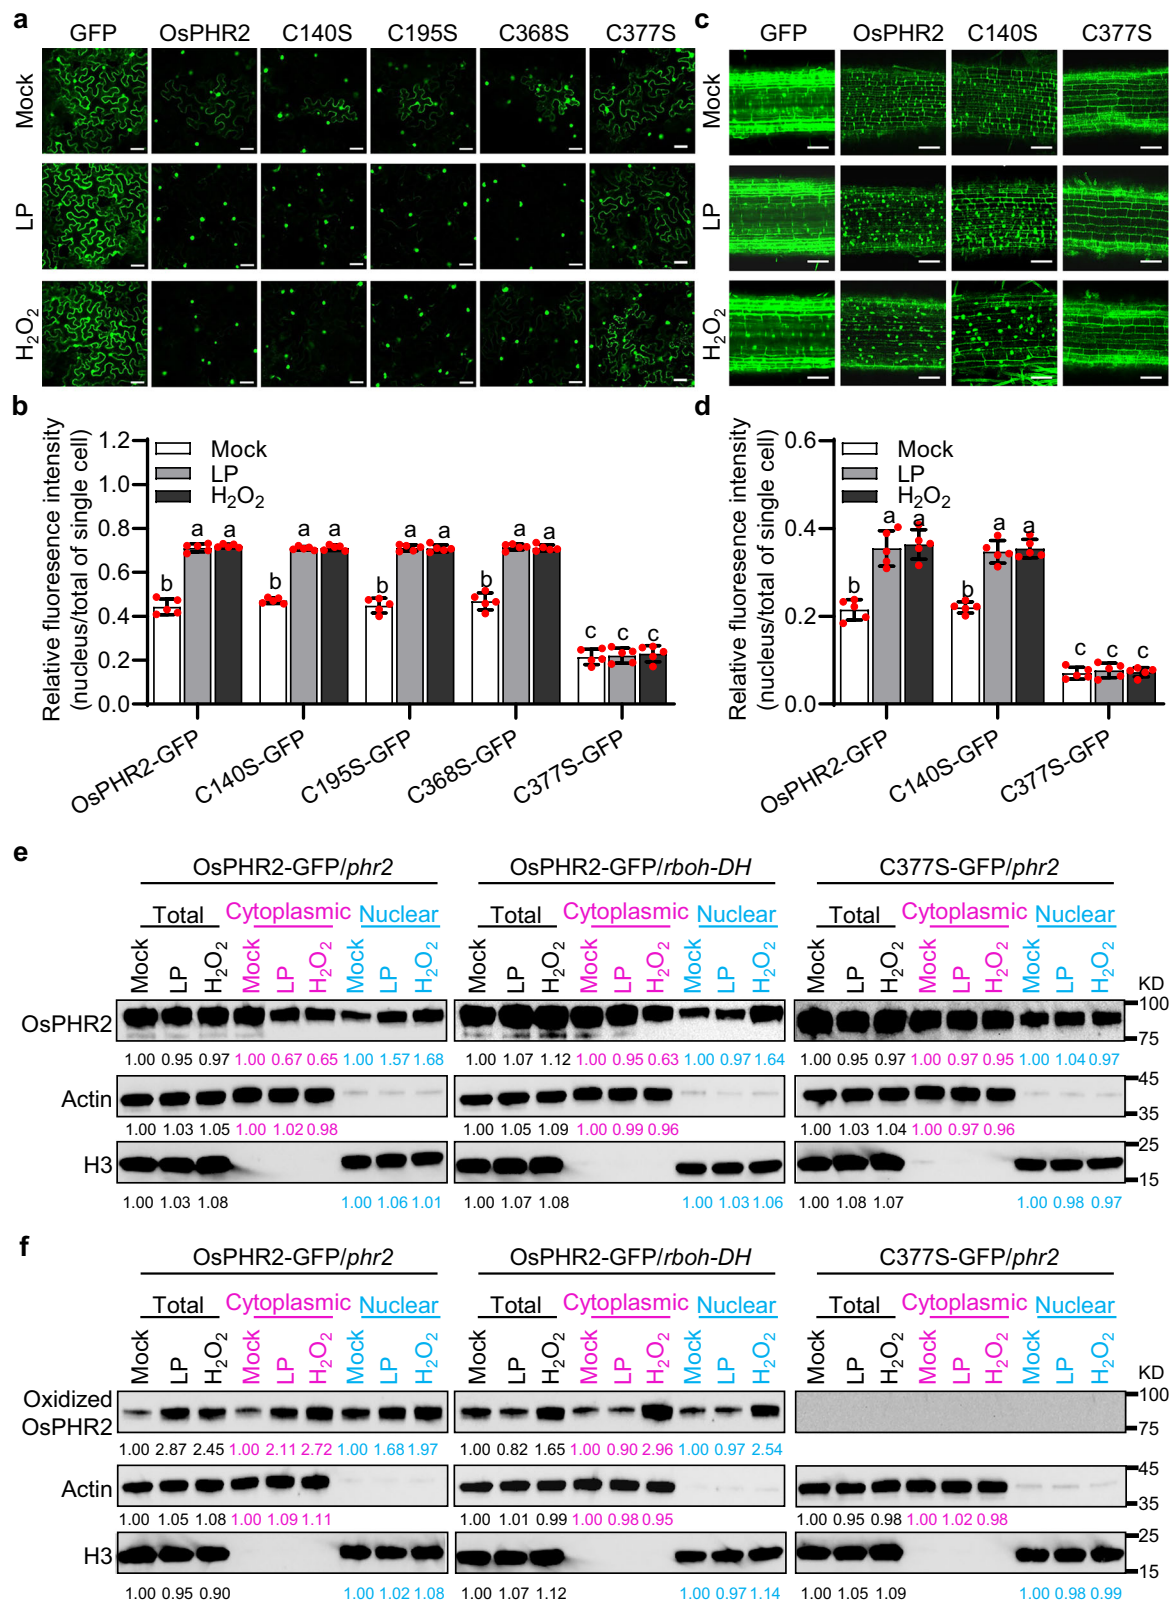 a
GFP OsPHR2 C140S C195S C368S C377S
Mock
LP
H₂O₂
c
GFP OsPHR2 C140S C377S
Mock
LP
H₂O₂
b
Relative fluorescence intensity
(nucleus/total of single cell)
1.2
1.0
0.8
0.6
0.4
0.2
0.0
Mock
LP
H₂O₂
b a a b a a b a a b a a c c c
OsPHR2-GFP
C140S-GFP
C195S-GFP
C368S-GFP
C377S-GFP
d
Relative fluorescence intensity
(nucleus/total of single cell)
0.6
0.4
0.2
0.0
Mock
LP
H₂O₂
b a a b a a c c c
OsPHR2-GFP
C140S-GFP
C377S-GFP
e
OsPHR2-GFP/phr2 OsPHR2-GFP/rboh-DH C377S-GFP/phr2
Total Cytoplasmic Nuclear Total Cytoplasmic Nuclear Total Cytoplasmic Nuclear
Mock LP H₂O₂ Mock LP H₂O₂ Mock LP H₂O₂ Mock LP H₂O₂ Mock LP H₂O₂ Mock LP H₂O₂ Mock LP H₂O₂ Mock LP H₂O₂ Mock LP H₂O₂
KD
OsPHR2 100
75
1.00 0.95 0.97 1.00 0.67 0.65 1.00 1.57 1.68 1.00 1.07 1.12 1.00 0.95 0.63 1.00 0.97 1.64 1.00 0.95 0.97 1.00 0.97 0.95 1.00 1.04 0.97
Actin 45
35
1.00 1.03 1.05 1.00 1.02 0.98 1.00 1.05 1.09 1.00 0.99 0.96 1.00 1.03 1.04 1.00 0.97 0.96
H3 25
15
1.00 1.03 1.08 1.00 1.06 1.01 1.00 1.07 1.08 1.00 1.03 1.06 1.00 1.08 1.07 1.00 0.98 0.97
f
OsPHR2-GFP/phr2 OsPHR2-GFP/rboh-DH C377S-GFP/phr2
Total Cytoplasmic Nuclear Total Cytoplasmic Nuclear Total Cytoplasmic Nuclear
Mock LP H₂O₂ Mock LP H₂O₂ Mock LP H₂O₂ Mock LP H₂O₂ Mock LP H₂O₂ Mock LP H₂O₂ Mock LP H₂O₂ Mock LP H₂O₂ Mock LP H₂O₂
KD
Oxidized 100
OsPHR2 75
1.00 2.87 2.45 1.00 2.11 2.72 1.00 1.68 1.97 1.00 0.82 1.65 1.00 0.90 2.96 1.00 0.97 2.54
Actin 45
35
1.00 1.05 1.08 1.00 1.09 1.11 1.00 1.01 0.99 1.00 0.98 0.95 1.00 0.95 0.98 1.00 1.02 0.98
H3 25
15
1.00 0.95 0.90 1.00 1.02 1.08 1.00 1.07 1.12 1.00 0.97 1.14 1.00 1.05 1.09 1.00 0.98 0.99